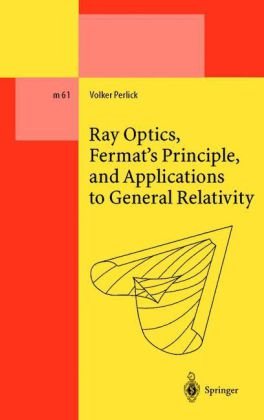 m 61
Volker Perlick
Ray Optics,
Fermat's Principle,
and Applications
to General Relativity
Springer